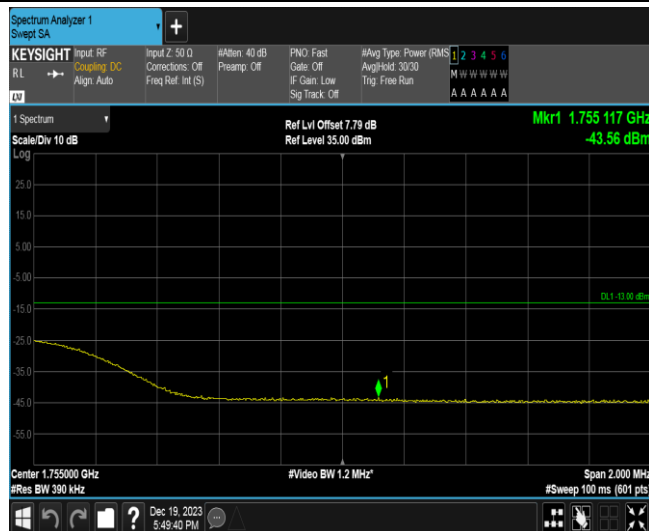 Spectrum Analyzer 1
Swept SA
+
KEYSIGHT
RL
LXI
Input: RF
Coupling: DC
Align: Auto
Input Z: 50 Ω
Corrections: Off
Freq Ref: Int (S)
#Atten: 40 dB
Preamp: Off
PNO: Fast
Gate: Off
IF Gain: Low
Sig Track: Off
#Avg Type: Power (RMS
Avg|Hold: 30/30
Trig: Free Run
1 2 3 4 5 6
M W W W W W
A A A A A A
1 Spectrum
Scale/Div 10 dB
Ref Lvl Offset 7.79 dB
Ref Level 35.00 dBm
Mkr1 1.755 117 GHz
-43.56 dBm
Log
25.0
15.0
5.00
-5.00
-15.0
-25.0
-35.0
-45.0
-55.0
DL1 -13.00 dBm
1
Center 1.755000 GHz
#Res BW 390 kHz
#Video BW 1.2 MHz*
Span 2.000 MHz
#Sweep 100 ms (601 pts)
?
Dec 19, 2023
5:49:40 PM